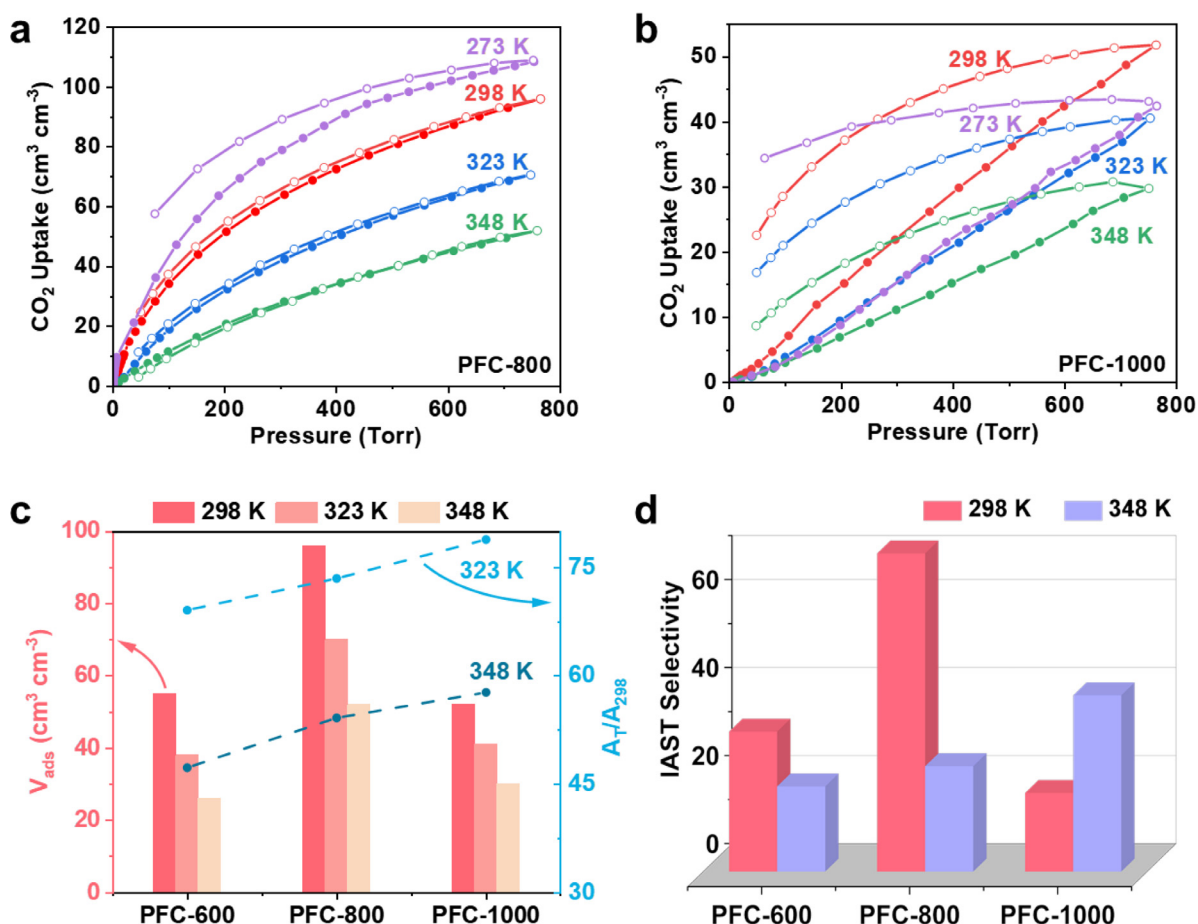 a
120
100
80
60
40
20
0
CO₂ Uptake (cm³ cm⁻³)
273 K
298 K
323 K
348 K
PFC-800
0 200 400 600 800
Pressure (Torr)
b
50
40
30
20
10
0
CO₂ Uptake (cm³ cm⁻³)
298 K
273 K
323 K
348 K
PFC-1000
0 200 400 600 800
Pressure (Torr)
c
298 K 323 K 348 K
100
80
60
40
20
0
V_ads (cm³ cm⁻³)
323 K
348 K
75
60
45
30
A_T/A_298
PFC-600 PFC-800 PFC-1000
d
298 K 348 K
60
40
20
0
IAST Selectivity
PFC-600 PFC-800 PFC-1000